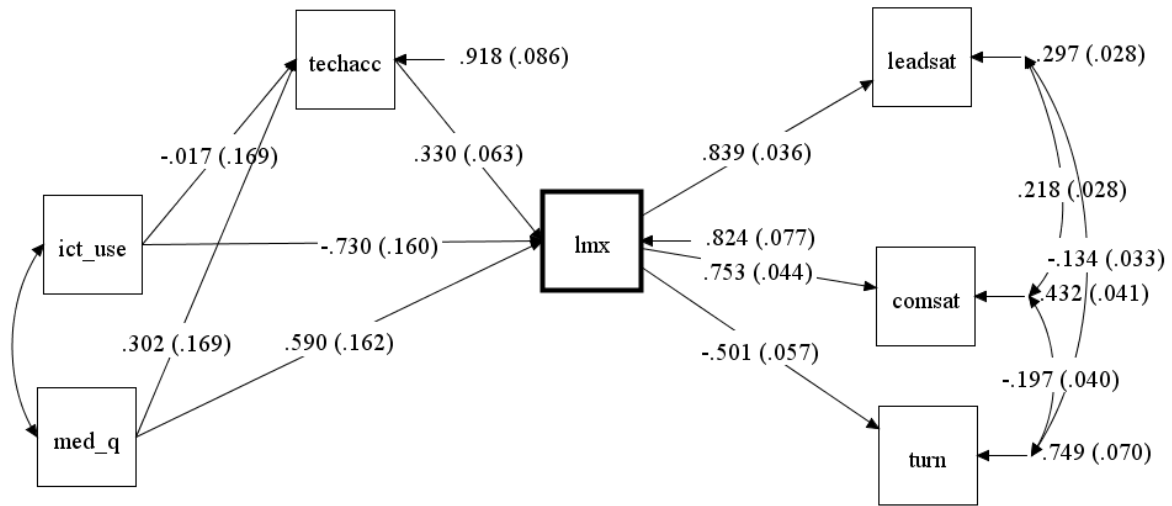 techacc
.918 (.086)
leadsat
.297 (.028)
-.017 (.169)
.330 (.063)
.839 (.036)
.218 (.028)
ict_use
-.730 (.160)
lmx
.824 (.077)
.753 (.044)
-.134 (.033)
comsat
.432 (.041)
.302 (.169)
.590 (.162)
-.501 (.057)
-.197 (.040)
med_q
turn
.749 (.070)